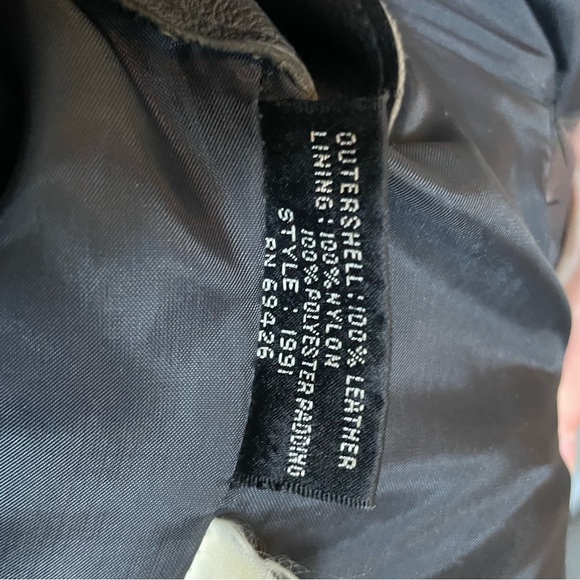 OUTERSHELL:100% LEATHER
LINING:100% NYLON
100% POLYESTER PADDING
STYLE: 1991
RN 69426